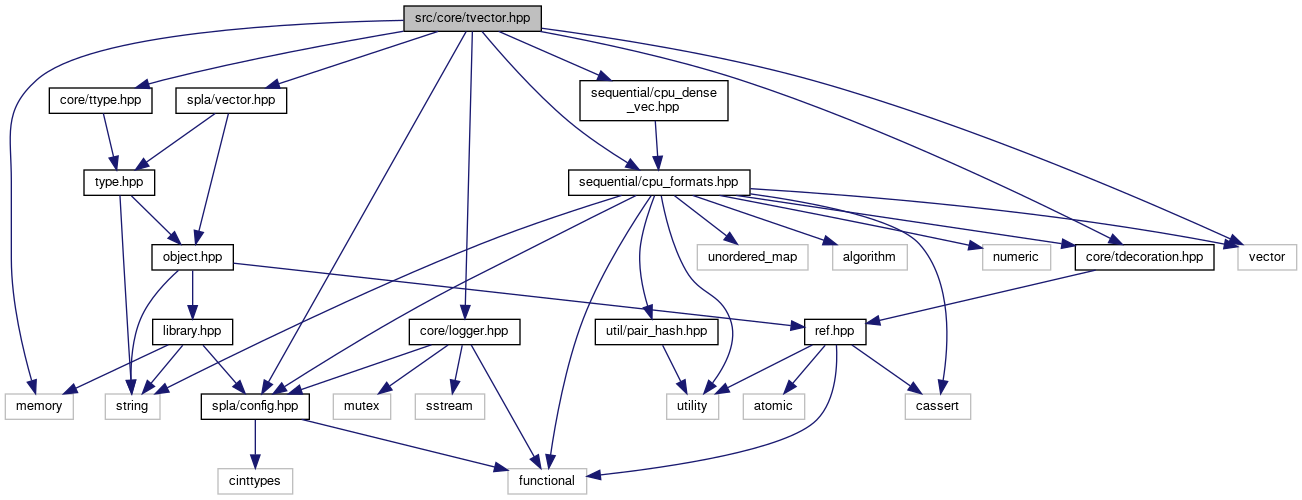 src/core/tvector.hpp
core/ttype.hpp
spla/vector.hpp
sequential/cpu_dense
_vec.hpp
type.hpp
sequential/cpu_formats.hpp
object.hpp
unordered_map
algorithm
numeric
core/tdecoration.hpp
vector
library.hpp
core/logger.hpp
util/pair_hash.hpp
ref.hpp
memory
string
spla/config.hpp
mutex
sstream
utility
atomic
cassert
cinttypes
functional